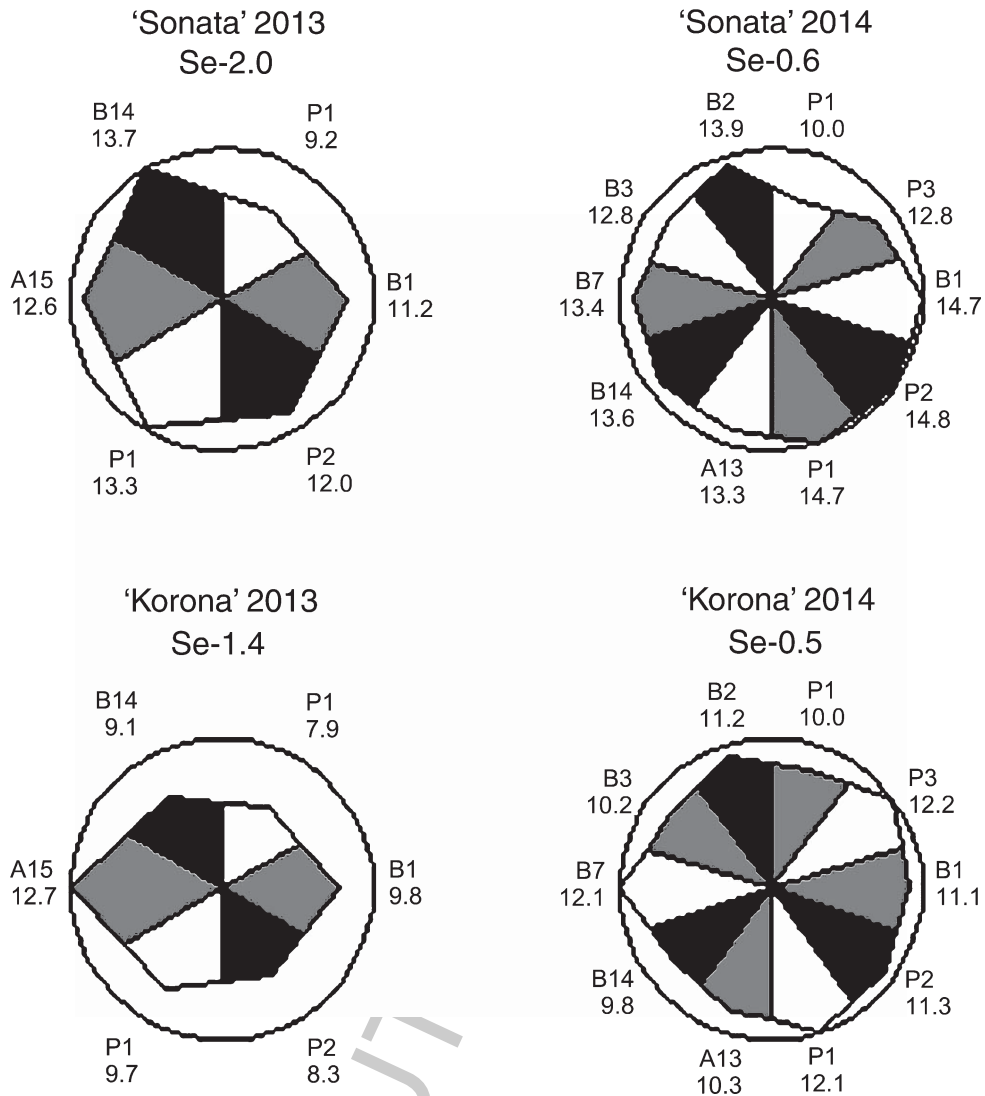 ‘Sonata’ 2013
Se-2.0
B14
13.7
P1
9.2
A15
12.6
B1
11.2
P1
13.3
P2
12.0
‘Sonata’ 2014
Se-0.6
B2
13.9
P1
10.0
B3
12.8
P3
12.8
B7
13.4
B1
14.7
B14
13.6
P2
14.8
A13
13.3
P1
14.7
‘Korona’ 2013
Se-1.4
B14
9.1
P1
7.9
A15
12.7
B1
9.8
P1
9.7
P2
8.3
‘Korona’ 2014
Se-0.5
B2
11.2
P1
10.0
B3
10.2
P3
12.2
B7
12.1
B1
11.1
B14
9.8
P2
11.3
A13
10.3
P1
12.1